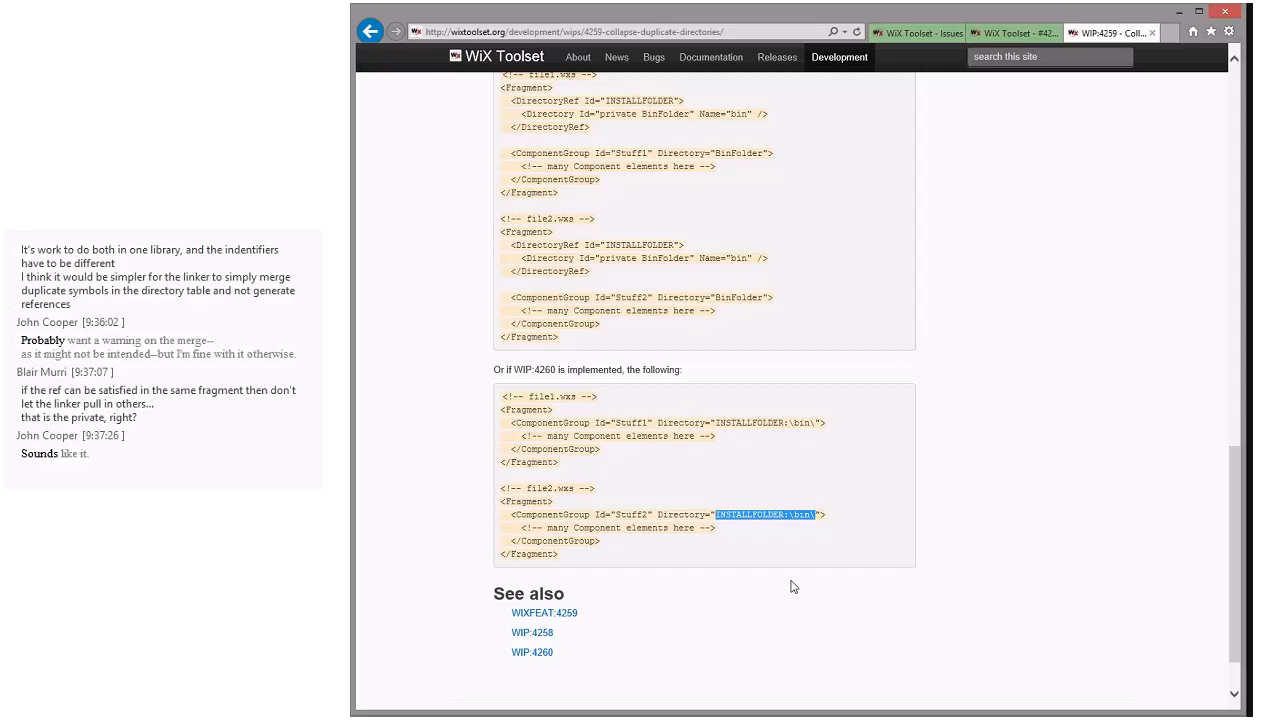 It's work to do both in one library, and the indentifiers
have to be different
I think it would be simpler for the linker to simply merge
duplicate symbols in the directory table and not generate
references
John Cooper [9:36:02 ]
Probably want a warning on the merge--
as it might not be intended--but I'm fine with it otherwise.
Blair Murri [9:37:07 ]
if the ref can be satisfied in the same fragment then don't
let the linker pull in others...
that is the private, right?
John Cooper [9:37:26 ]
Sounds like it.
http://wixtoolset.org/development/wips/4259-collapse-duplicate-directories/
WiX Toolset - Issues
WiX Toolset - #42...
WIP:4259 - Coll...
WiX Toolset
About
News
Bugs
Documentation
Releases
Development
search this site
<!-- file1.wxs -->
<Fragment>
<DirectoryRef Id="INSTALLFOLDER">
<Directory Id="private BinFolder" Name="bin" />
</DirectoryRef>
<ComponentGroup Id="Stuff1" Directory="BinFolder">
<!-- many Component elements here -->
</ComponentGroup>
</Fragment>
<!-- file2.wxs -->
<Fragment>
<DirectoryRef Id="INSTALLFOLDER">
<Directory Id="private BinFolder" Name="bin" />
</DirectoryRef>
<ComponentGroup Id="Stuff2" Directory="BinFolder">
<!-- many Component elements here -->
</ComponentGroup>
</Fragment>
Or if WIP:4260 is implemented, the following:
<!-- file1.wxs -->
<Fragment>
<ComponentGroup Id="Stuff1" Directory="INSTALLFOLDER:\bin\">
<!-- many Component elements here -->
</ComponentGroup>
</Fragment>
<!-- file2.wxs -->
<Fragment>
<ComponentGroup Id="Stuff2" Directory="INSTALLFOLDER:\bin\">
<!-- many Component elements here -->
</ComponentGroup>
</Fragment>
See also
WIXFEAT:4259
WIP:4258
WIP:4260